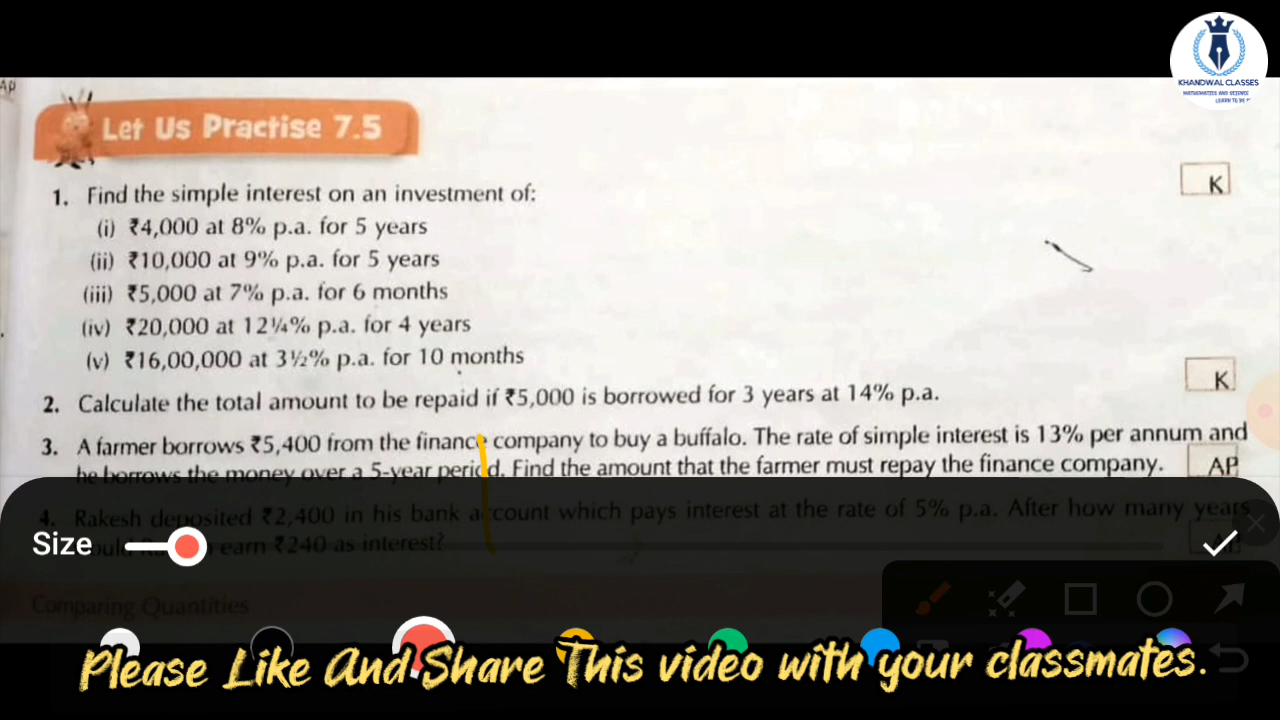 KHANDWAL CLASSES
MATHEMATICS AND SCIENCE
LEARN TO BE
AP
Let Us Practise 7.5
1. Find the simple interest on an investment of:
K
(i) ₹4,000 at 8% p.a. for 5 years
(ii) ₹10,000 at 9% p.a. for 5 years
(iii) ₹5,000 at 7% p.a. for 6 months
(iv) ₹20,000 at 12¼% p.a. for 4 years
(v) ₹16,00,000 at 3½% p.a. for 10 months
K
2. Calculate the total amount to be repaid if ₹5,000 is borrowed for 3 years at 14% p.a.
3. A farmer borrows ₹5,400 from the finance company to buy a buffalo. The rate of simple interest is 13% per annum and
he borrows the money over a 5-year period. Find the amount that the farmer must repay the finance company.
AP
4. Rakesh deposited ₹2,400 in his bank account which pays interest at the rate of 5% p.a. After how many years
earn ₹240 as interest?
Size
Comparing Quantities
Please Like And Share This video with your classmates.